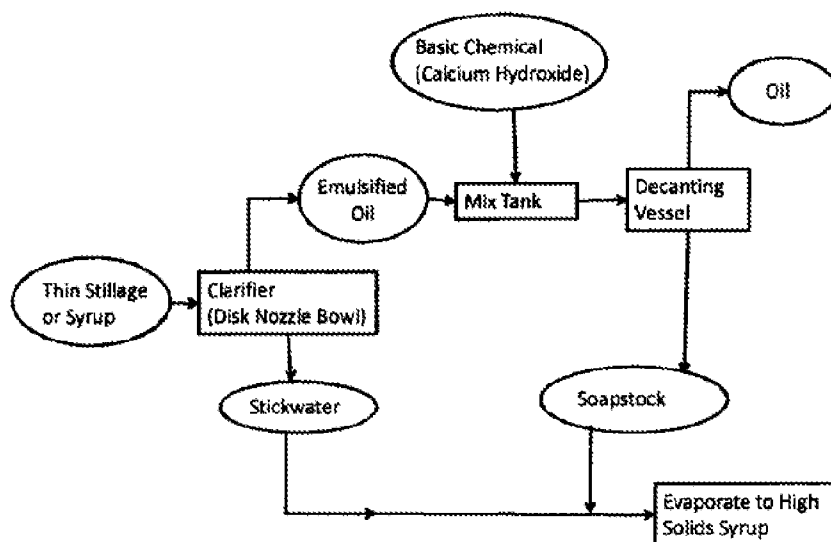 Basic Chemical
(Calcium Hydroxide)
Oil
Emulsified
Oil
Mix Tank
Decanting
Vessel
Thin Stillage
or Syrup
Clarifier
(Disk Nozzle Bowl)
Stickwater
Soapstock
Evaporate to High
Solids Syrup